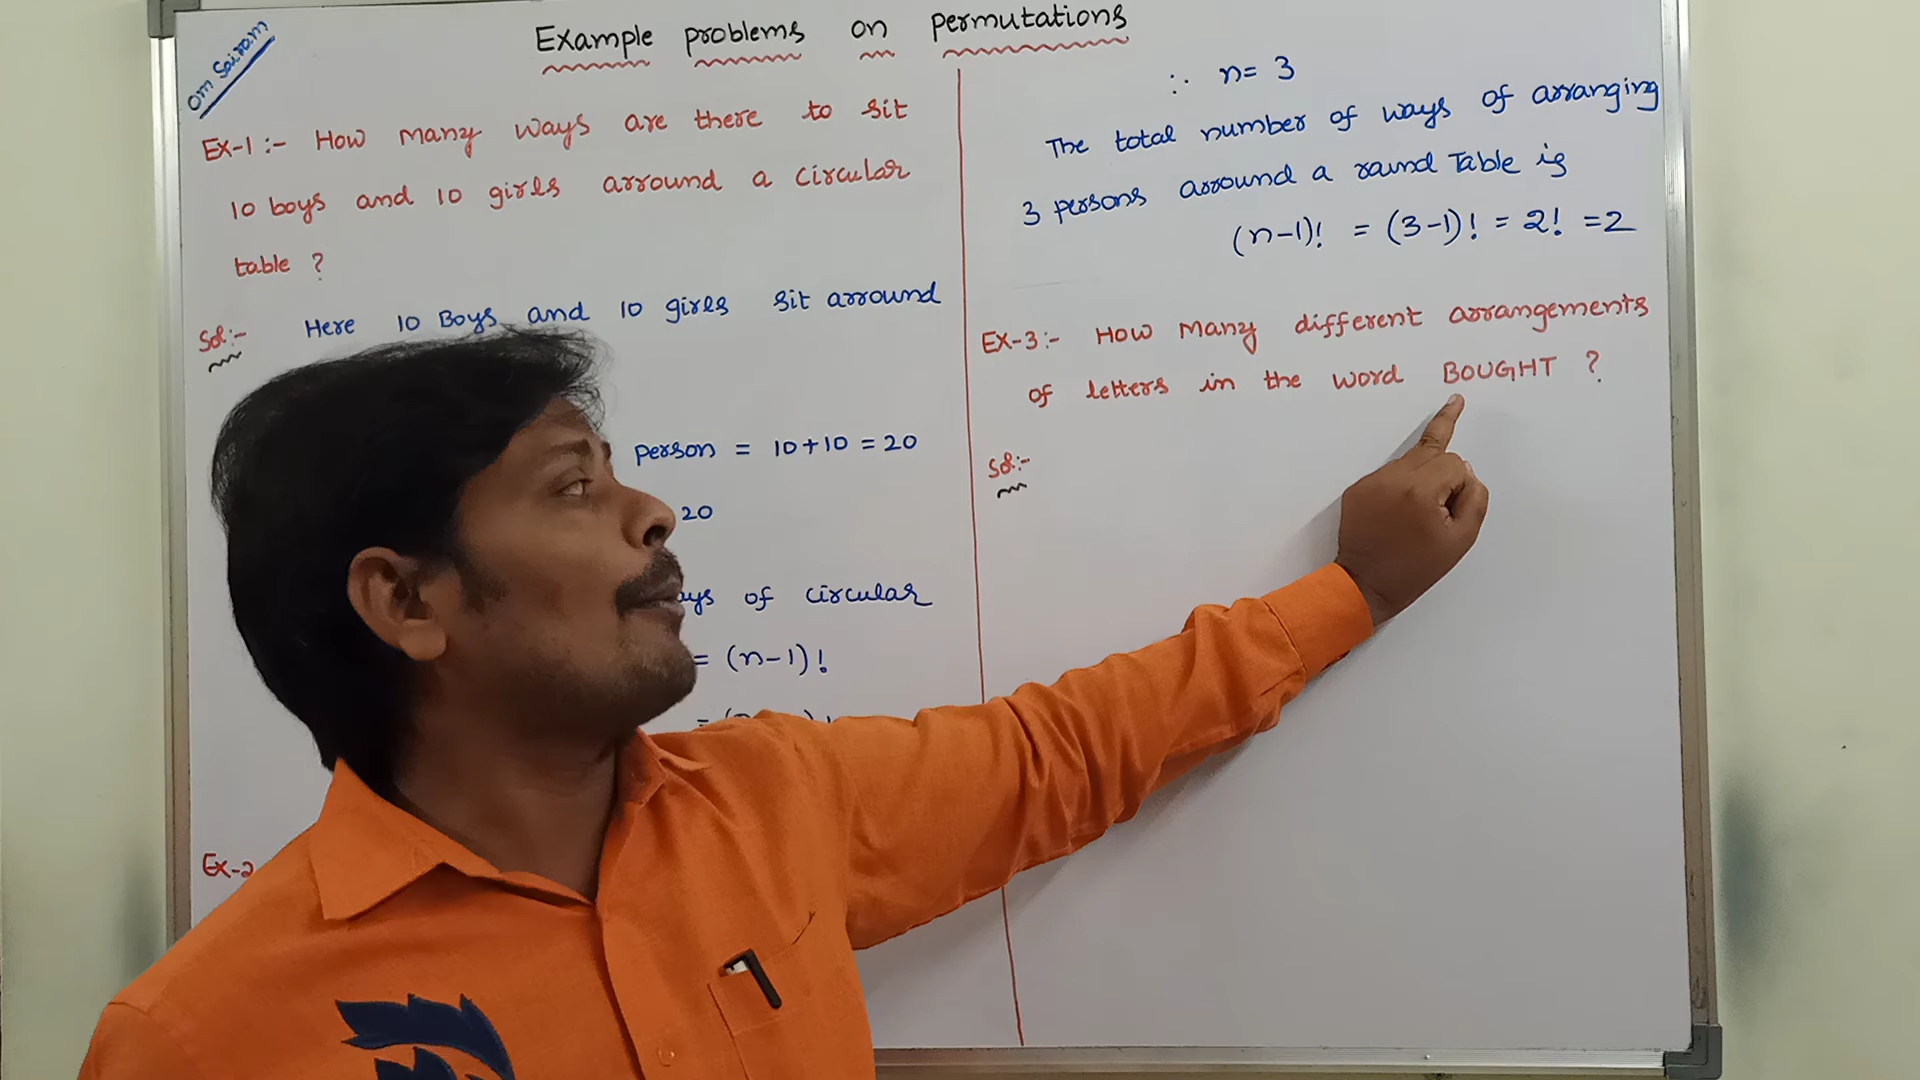 Om Sairam
Example problems on permutations
Ex-1:- How many ways are there to sit
10 boys and 10 girls arround a circular
table ?
Sol:- Here 10 Boys and 10 girls sit arround
person = 10+10 = 20
20
ays of circular
= (n-1)!
Ex-2
∴ n= 3
The total number of ways of arranging
3 persons arround a round Table is
(n-1)! = (3-1)! = 2! =2
Ex-3:- How many different arrangements
of letters in the word BOUGHT ?
Sol:-